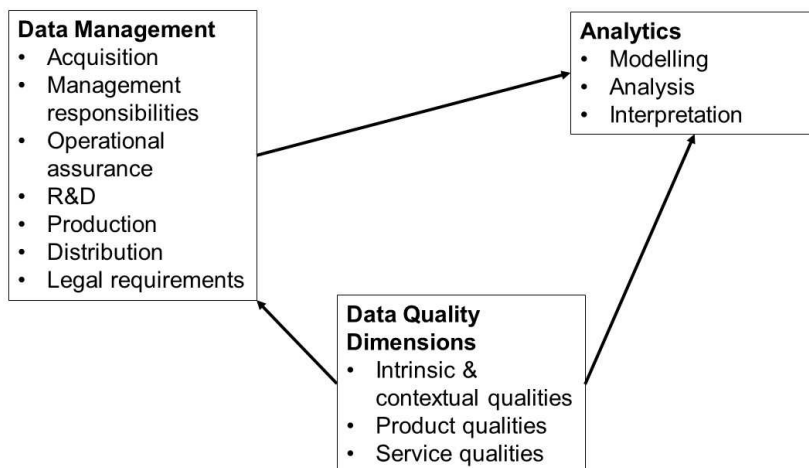 Data Management
• Acquisition
• Management
responsibilities
• Operational
assurance
• R&D
• Production
• Distribution
• Legal requirements
Analytics
• Modelling
• Analysis
• Interpretation
Data Quality
Dimensions
• Intrinsic &
contextual qualities
• Product qualities
• Service qualities